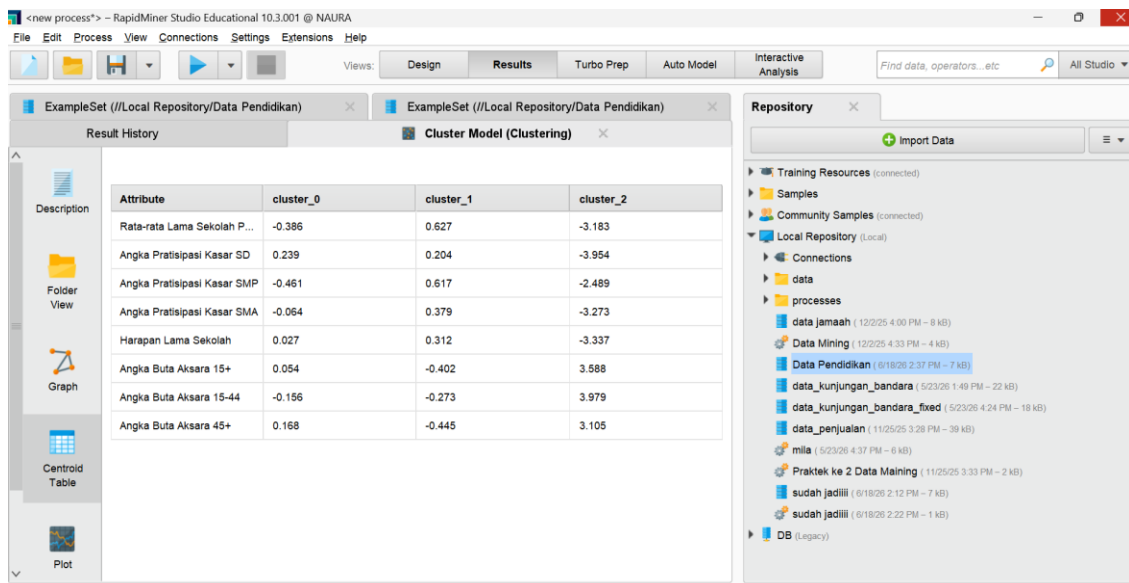 <new process*> – RapidMiner Studio Educational 10.3.001 @ NAURA
File Edit Process View Connections Settings Extensions Help
Views: Design Results Turbo Prep Auto Model Interactive Analysis Find data, operators...etc All Studio
ExampleSet (//Local Repository/Data Pendidikan) ExampleSet (//Local Repository/Data Pendidikan)
Result History Cluster Model (Clustering)
Description
Folder View
Graph
Centroid Table
Plot
Attribute cluster_0 cluster_1 cluster_2
Rata-rata Lama Sekolah P... -0.386 0.627 -3.183
Angka Pratisipasi Kasar SD 0.239 0.204 -3.954
Angka Pratisipasi Kasar SMP -0.461 0.617 -2.489
Angka Pratisipasi Kasar SMA -0.064 0.379 -3.273
Harapan Lama Sekolah 0.027 0.312 -3.337
Angka Buta Aksara 15+ 0.054 -0.402 3.588
Angka Buta Aksara 15-44 -0.156 -0.273 3.979
Angka Buta Aksara 45+ 0.168 -0.445 3.105
Repository
Import Data
Training Resources (connected)
Samples
Community Samples (connected)
Local Repository (Local)
Connections
data
processes
data jamaah (12/2/25 4:00 PM – 8 kB)
Data Mining (12/2/25 4:33 PM – 4 kB)
Data Pendidikan (6/18/26 2:37 PM – 7 kB)
data_kunjungan_bandara (5/23/26 1:49 PM – 22 kB)
data_kunjungan_bandara_fixed (5/23/26 4:24 PM – 18 kB)
data_penjualan (11/25/25 3:28 PM – 39 kB)
mila (5/23/26 4:37 PM – 6 kB)
Praktek ke 2 Data Maining (11/25/25 3:33 PM – 2 kB)
sudah jadiiii (6/18/26 2:12 PM – 7 kB)
sudah jadiiii (6/18/26 2:22 PM – 1 kB)
DB (Legacy)